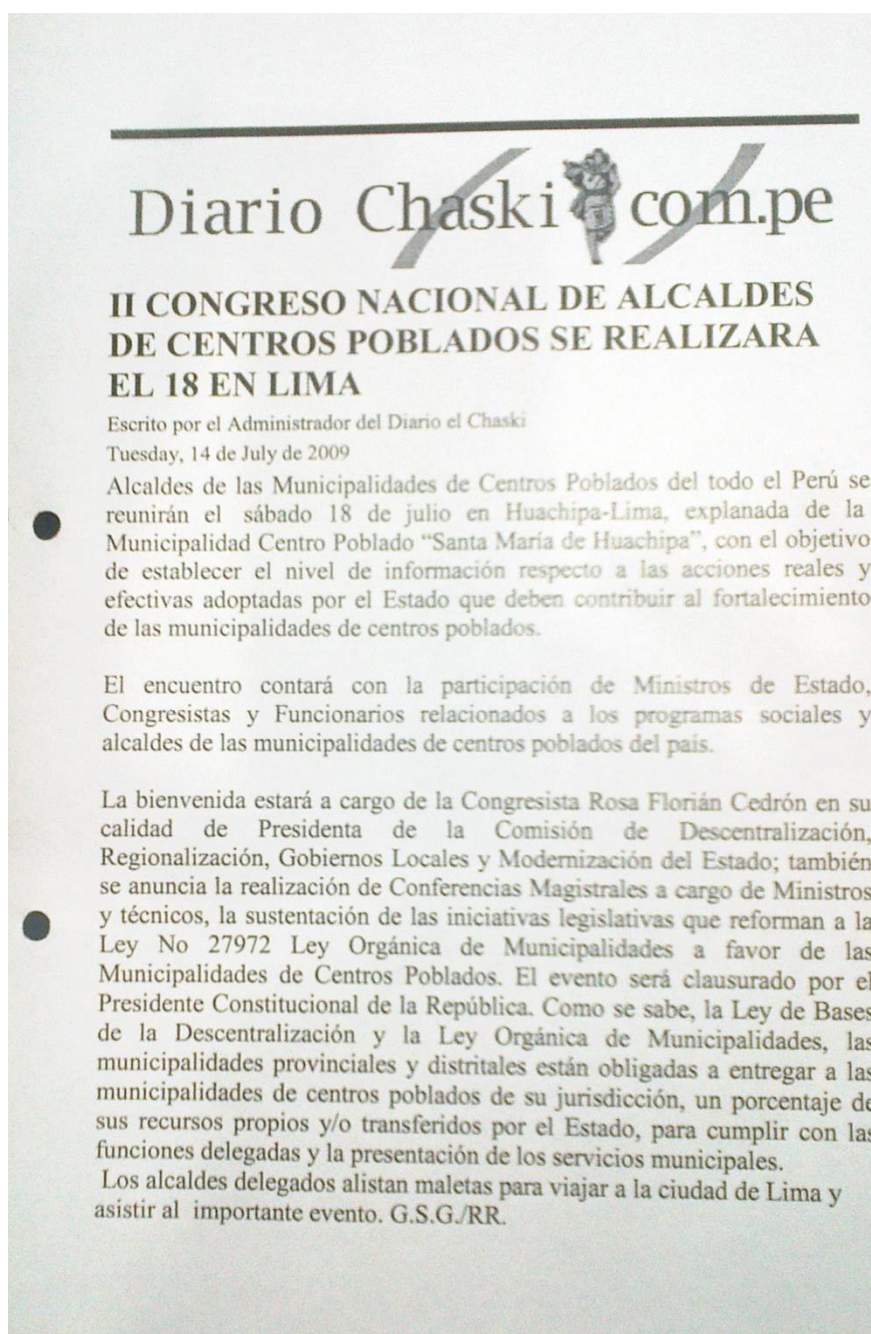 Diario Chaski com.pe
II CONGRESO NACIONAL DE ALCALDES
DE CENTROS POBLADOS SE REALIZARA
EL 18 EN LIMA
Escrito por el Administrador del Diario el Chaski
Tuesday, 14 de July de 2009
Alcaldes de las Municipalidades de Centros Poblados del todo el Perú se
reunirán el sábado 18 de julio en Huachipa-Lima, explanada de la
Municipalidad Centro Poblado “Santa María de Huachipa”, con el objetivo
de establecer el nivel de información respecto a las acciones reales y
efectivas adoptadas por el Estado que deben contribuir al fortalecimiento
de las municipalidades de centros poblados.
El encuentro contará con la participación de Ministros de Estado,
Congresistas y Funcionarios relacionados a los programas sociales y
alcaldes de las municipalidades de centros poblados del país.
La bienvenida estará a cargo de la Congresista Rosa Florián Cedrón en su
calidad de Presidenta de la Comisión de Descentralización,
Regionalización, Gobiernos Locales y Modernización del Estado; también
se anuncia la realización de Conferencias Magistrales a cargo de Ministros
y técnicos, la sustentación de las iniciativas legislativas que reforman a la
Ley No 27972 Ley Orgánica de Municipalidades a favor de las
Municipalidades de Centros Poblados. El evento será clausurado por el
Presidente Constitucional de la República. Como se sabe, la Ley de Bases
de la Descentralización y la Ley Orgánica de Municipalidades, las
municipalidades provinciales y distritales están obligadas a entregar a las
municipalidades de centros poblados de su jurisdicción, un porcentaje de
sus recursos propios y/o transferidos por el Estado, para cumplir con las
funciones delegadas y la presentación de los servicios municipales.
Los alcaldes delegados alistan maletas para viajar a la ciudad de Lima y
asistir al importante evento. G.S.G./RR.